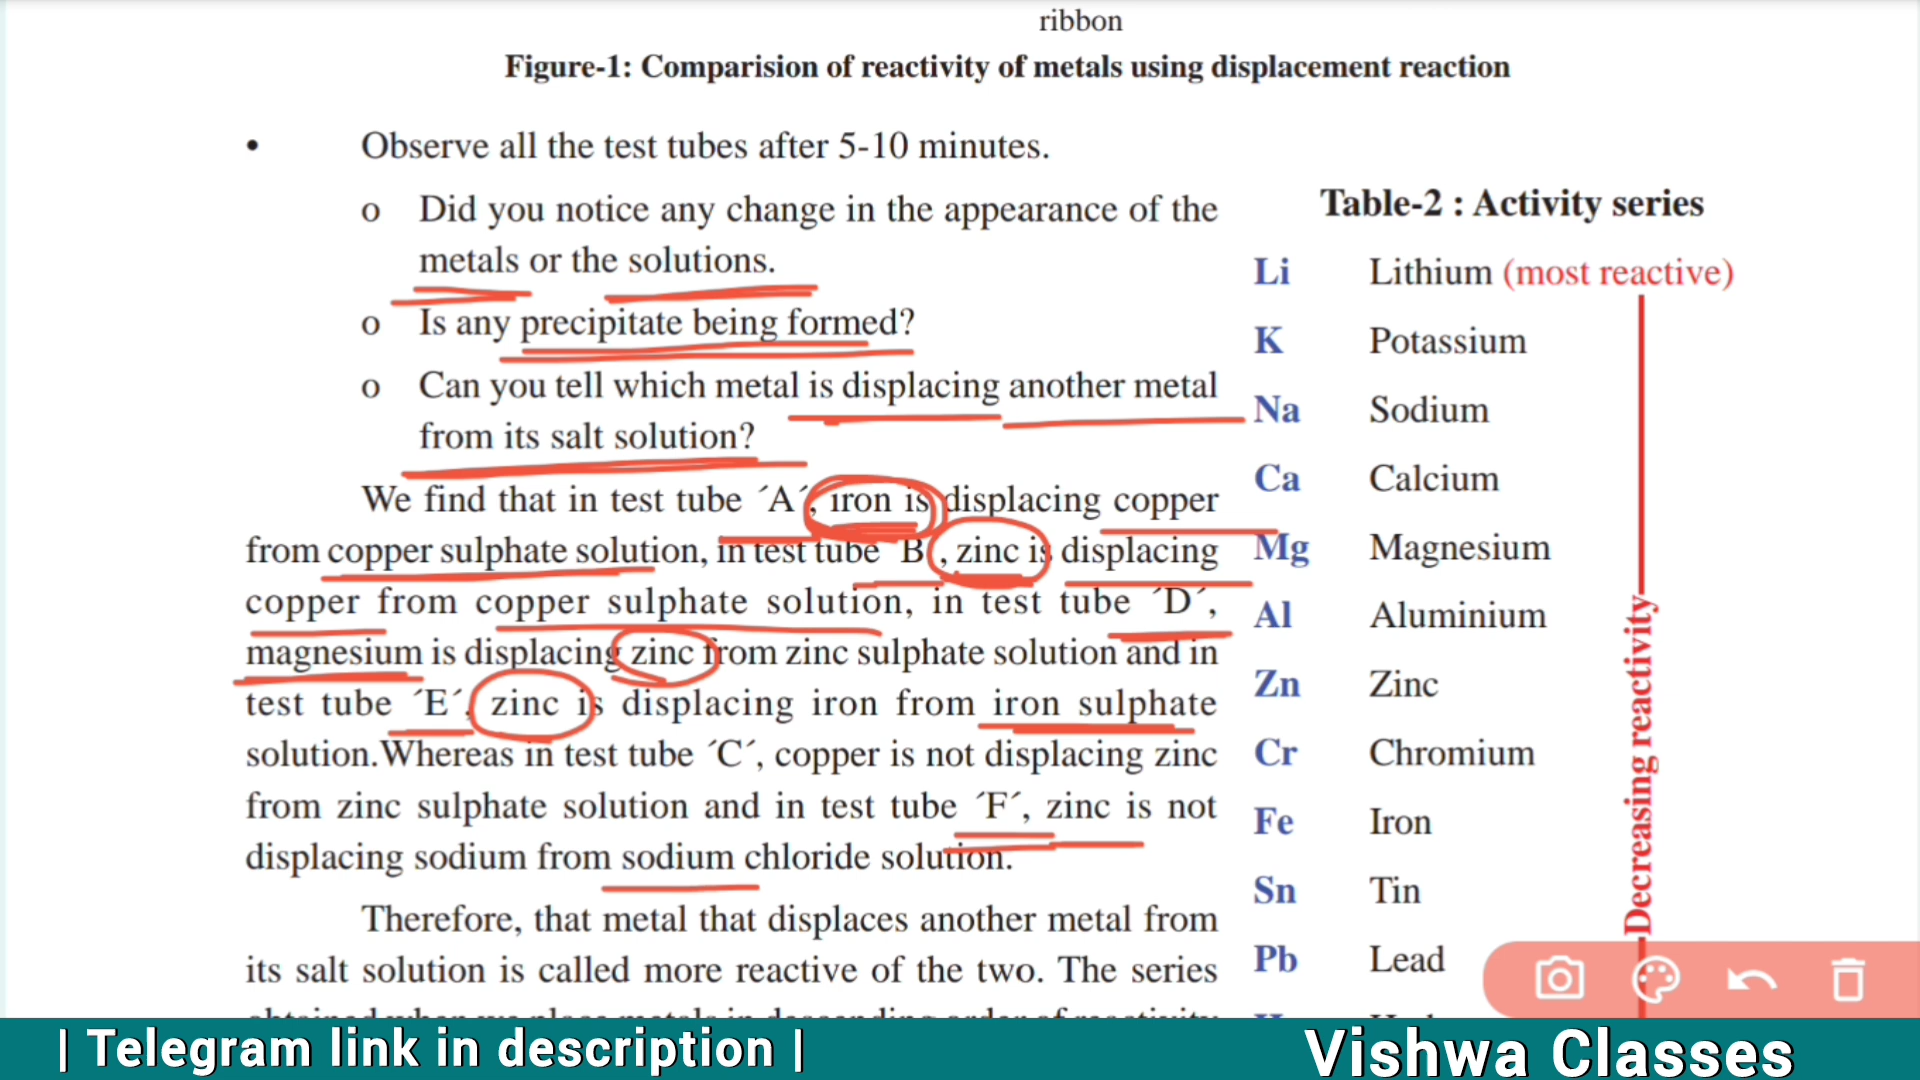 ribbon
Figure-1: Comparision of reactivity of metals using displacement reaction
• Observe all the test tubes after 5-10 minutes.
o Did you notice any change in the appearance of the
metals or the solutions.
o Is any precipitate being formed?
o Can you tell which metal is displacing another metal
from its salt solution?
We find that in test tube ´A´, iron is displacing copper
from copper sulphate solution, in test tube ´B´, zinc is displacing
copper from copper sulphate solution, in test tube ´D´,
magnesium is displacing zinc from zinc sulphate solution and in
test tube ´E´, zinc is displacing iron from iron sulphate
solution.Whereas in test tube ´C´, copper is not displacing zinc
from zinc sulphate solution and in test tube ´F´, zinc is not
displacing sodium from sodium chloride solution.
Therefore, that metal that displaces another metal from
its salt solution is called more reactive of the two. The series
Table-2 : Activity series
Li Lithium (most reactive)
K Potassium
Na Sodium
Ca Calcium
Mg Magnesium
Al Aluminium
Zn Zinc
Cr Chromium
Fe Iron
Sn Tin
Pb Lead
Decreasing reactivity
| Telegram link in description |
Vishwa Classes